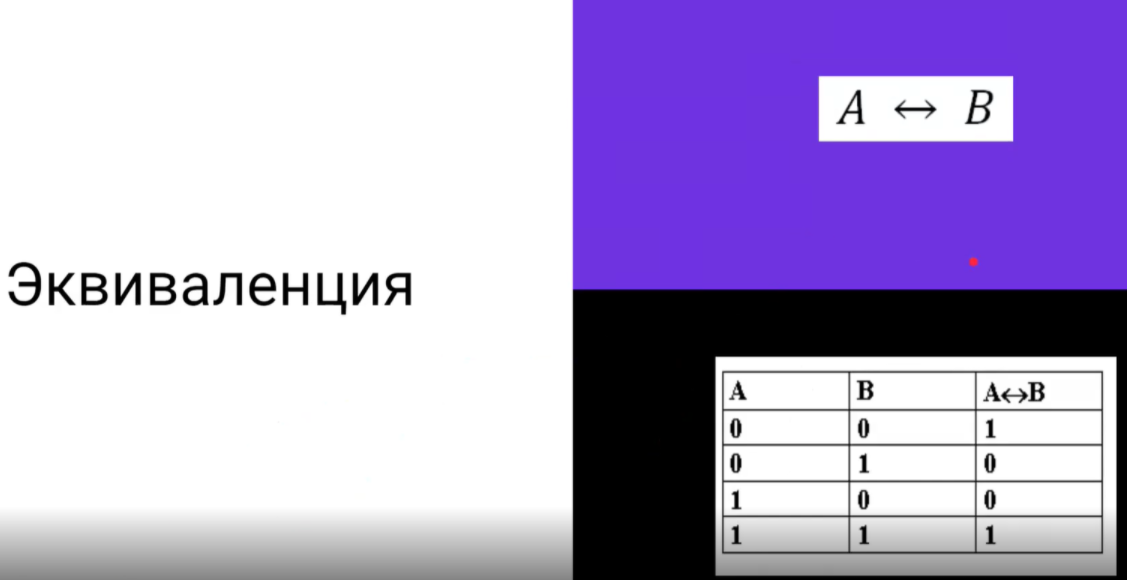 Эквиваленция
A ↔ B
A B A↔B
0 0 1
0 1 0
1 0 0
1 1 1